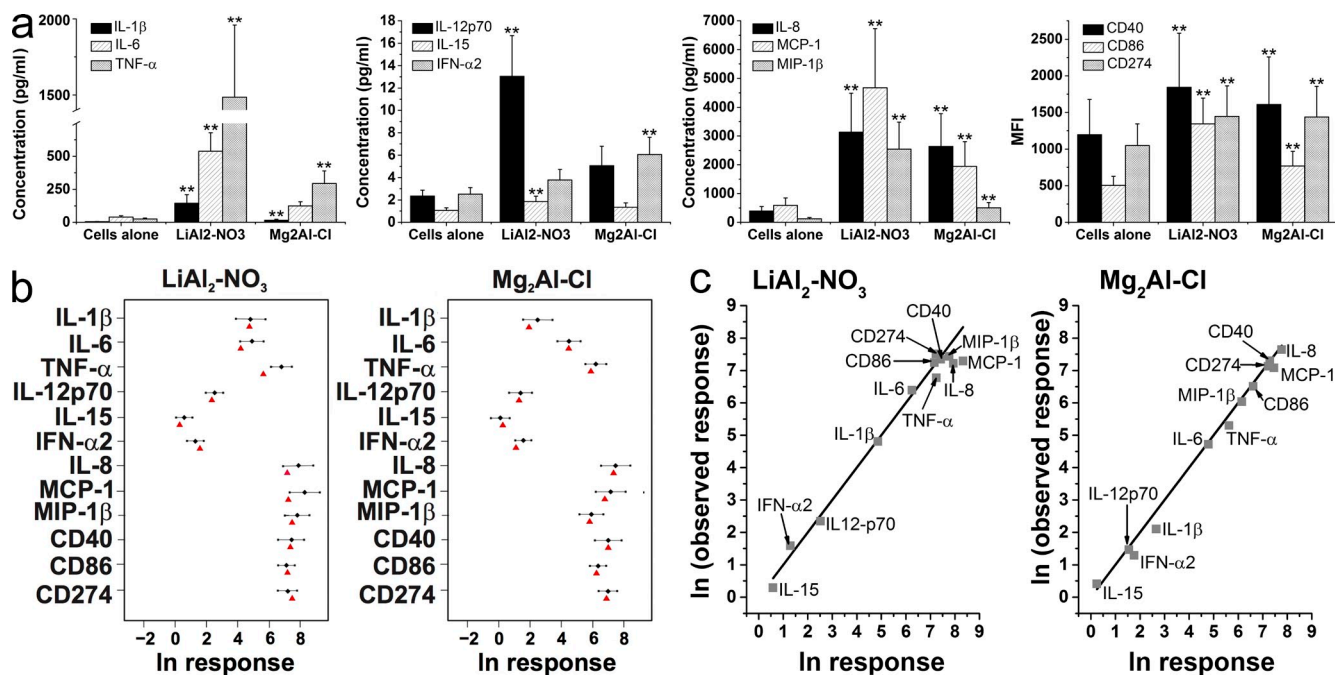 a
2000
1500
500
250
0
Concentration (pg/ml)
IL-1β
IL-6
TNF-α
** ** ** ** **
Cells alone LiAl2-NO3 Mg2Al-Cl
18
16
14
12
10
8
6
4
2
0
Concentration (pg/ml)
IL-12p70
IL-15
IFN-α2
** ** **
Cells alone LiAl2-NO3 Mg2Al-Cl
7000
6000
5000
4000
3000
2000
1000
0
Concentration (pg/ml)
IL-8
MCP-1
MIP-1β
** ** ** ** ** **
Cells alone LiAl2-NO3 Mg2Al-Cl
2500
2000
1500
1000
500
0
MFI
CD40
CD86
CD274
** ** ** ** ** **
Cells alone LiAl2-NO3 Mg2Al-Cl
b
LiAl₂-NO₃
IL-1β
IL-6
TNF-α
IL-12p70
IL-15
IFN-α2
IL-8
MCP-1
MIP-1β
CD40
CD86
CD274
−2 0 2 4 6 8
ln response
Mg₂Al-Cl
IL-1β
IL-6
TNF-α
IL-12p70
IL-15
IFN-α2
IL-8
MCP-1
MIP-1β
CD40
CD86
CD274
−2 0 2 4 6 8
ln response
c
LiAl₂-NO₃
ln (observed response)
9
8
7
6
5
4
3
2
1
0
CD40
CD274
MIP-1β
CD86
MCP-1
IL-6
IL-8
TNF-α
IL-1β
IFN-α2
IL12-p70
IL-15
0 1 2 3 4 5 6 7 8 9
ln response
Mg₂Al-Cl
ln (observed response)
9
8
7
6
5
4
3
2
1
0
CD40
IL-8
CD274
MCP-1
MIP-1β
CD86
IL-6
TNF-α
IL-12p70
IL-1β
IFN-α2
IL-15
0 1 2 3 4 5 6 7 8 9
ln response